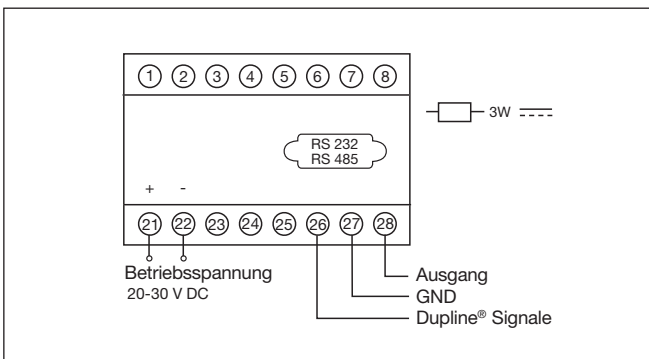 1 2 3 4 5 6 7 8
3W
RS 232
RS 485
+ -
21 22 23 24 25 26 27 28
Betriebsspannung
20-30 V DC
Ausgang
GND
Dupline® Signale